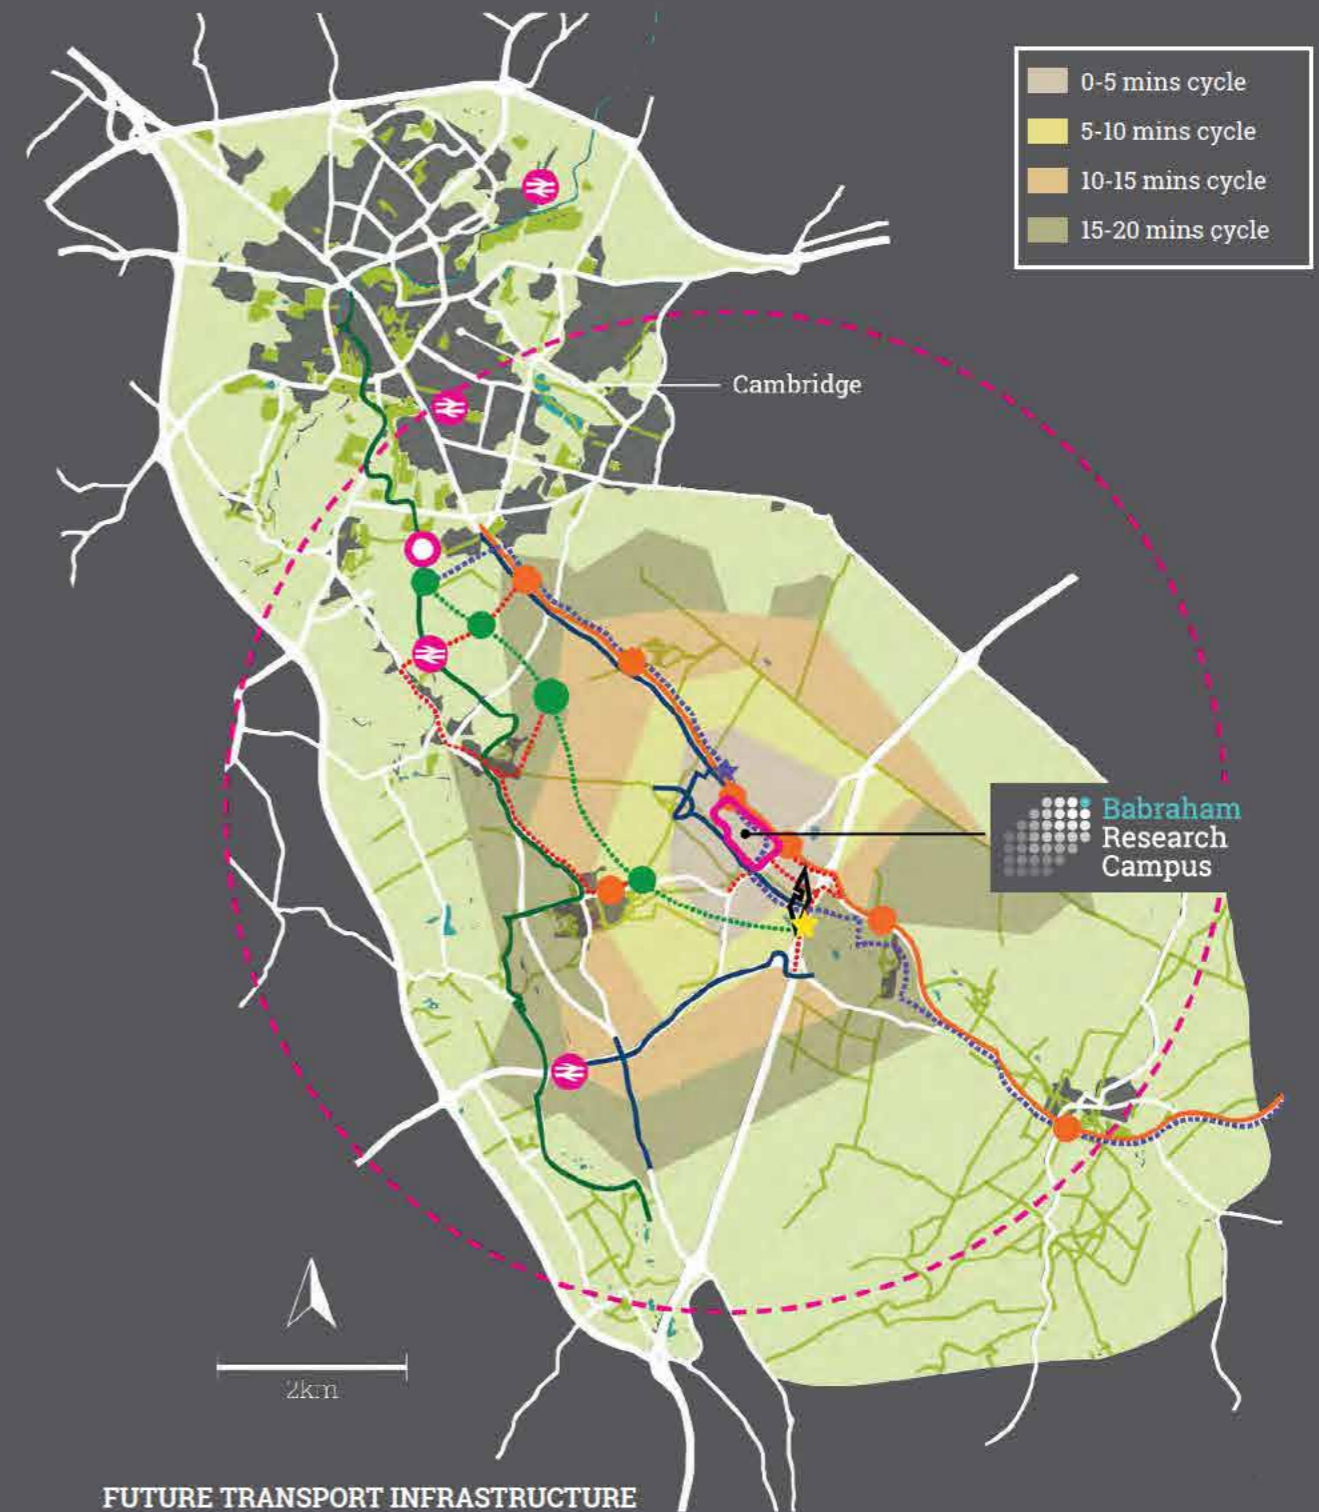 0-5 mins cycle
5-10 mins cycle
10-15 mins cycle
15-20 mins cycle
Cambridge
Babraham
Research
Campus
2km
FUTURE TRANSPORT INFRASTRUCTURE